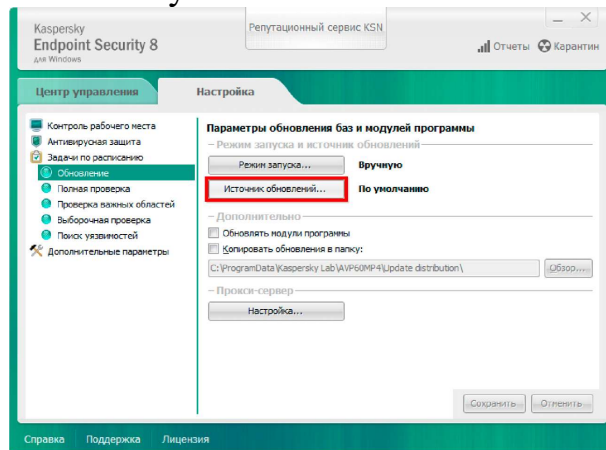 Kaspersky
Endpoint Security 8
для Windows
Репутационный сервис KSN
Отчеты Карантин
Центр управления Настройка
Контроль рабочего места
Антивирусная защита
Задачи по расписанию
Обновление
Полная проверка
Проверка важных областей
Выборочная проверка
Поиск уязвимостей
Дополнительные параметры
Параметры обновления баз и модулей программы
Режим запуска и источник обновлений
Режим запуска... Вручную
Источник обновлений... По умолчанию
Дополнительно
Обновлять модули программы
Копировать обновления в папку:
C:\ProgramData\Kaspersky Lab\AVP60MP4\Update distribution\ Обзор...
Прокси-сервер
Настройка...
Сохранить Отменить
Справка Поддержка Лицензия